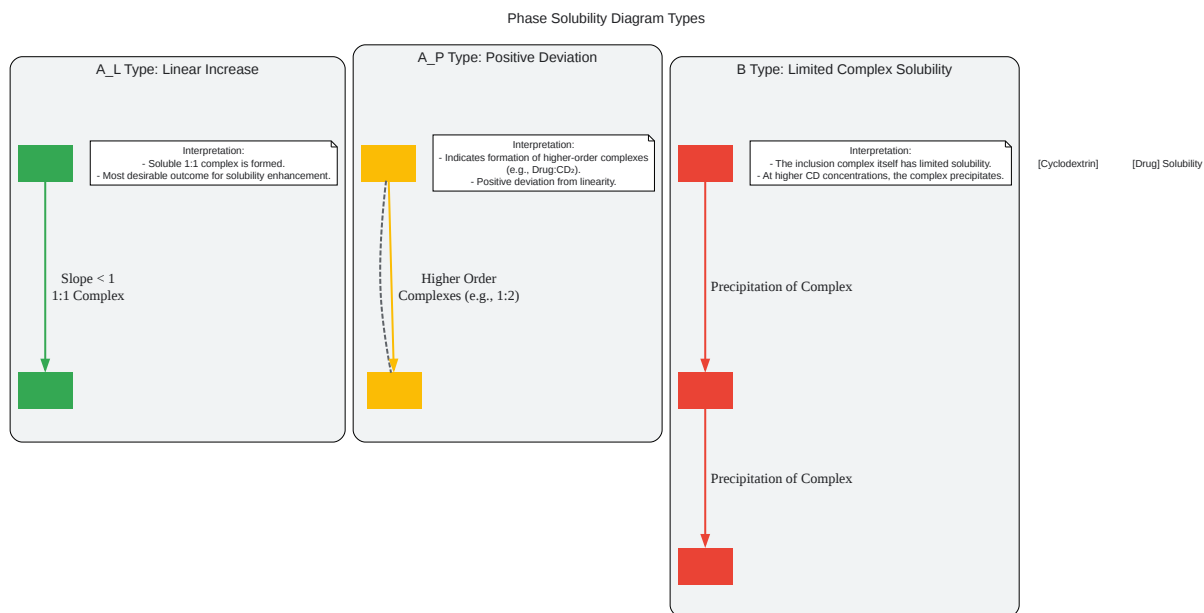 Phase Solubility Diagram Types
A_L Type: Linear Increase
Interpretation:
- Soluble 1:1 complex is formed.
- Most desirable outcome for solubility enhancement.
Slope < 1
1:1 Complex
A_P Type: Positive Deviation
Interpretation:
- Indicates formation of higher-order complexes
(e.g., Drug:CD₂).
- Positive deviation from linearity.
Higher Order
Complexes (e.g., 1:2)
B Type: Limited Complex Solubility
Interpretation:
- The inclusion complex itself has limited solubility.
- At higher CD concentrations, the complex precipitates.
Precipitation of Complex
Precipitation of Complex
[Cyclodextrin]
[Drug] Solubility